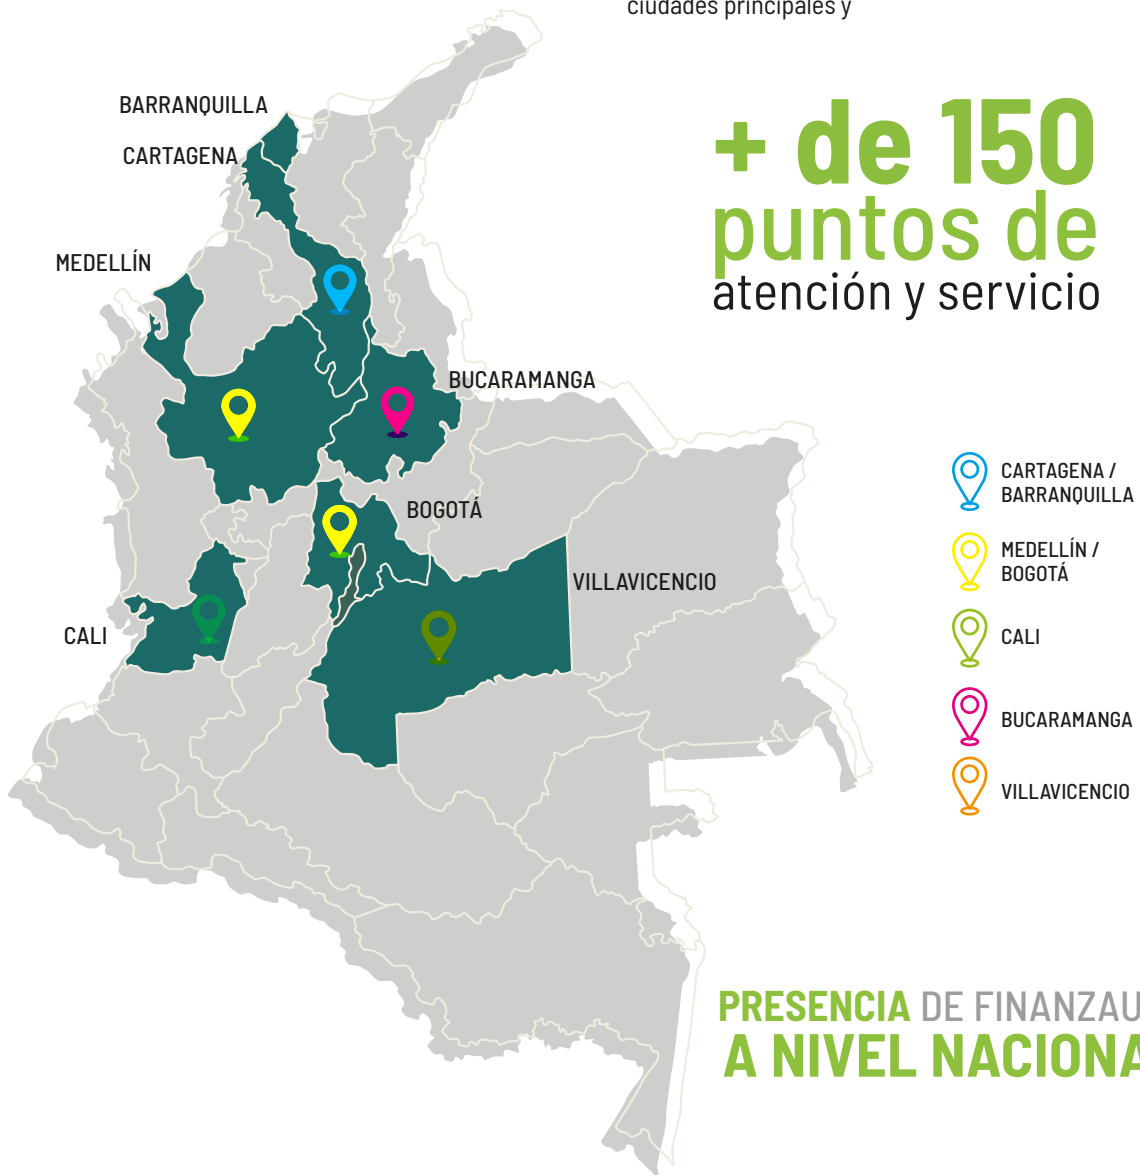 ciudades principales y
BARRANQUILLA
CARTAGENA
MEDELLÍN
BUCARAMANGA
BOGOTÁ
VILLAVICENCIO
CALI
+ de 150
puntos de
atención y servicio
CARTAGENA /
BARRANQUILLA
MEDELLÍN /
BOGOTÁ
CALI
BUCARAMANGA
VILLAVICENCIO
PRESENCIA DE FINANZAU
A NIVEL NACIONA